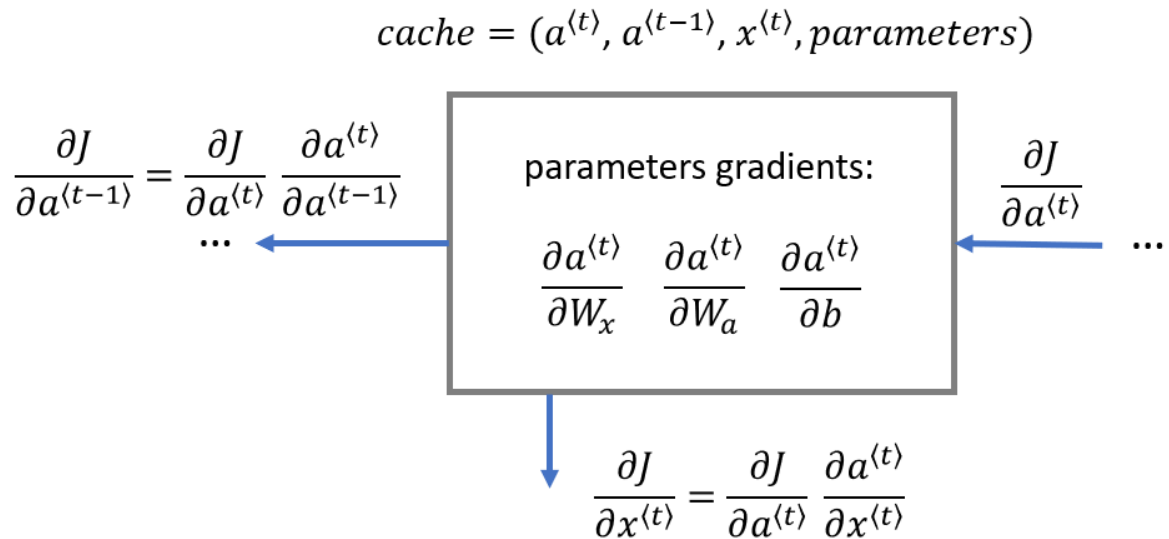 cache = (a⟨t⟩, a⟨t−1⟩, x⟨t⟩, parameters)
∂J/∂a⟨t−1⟩ = ∂J/∂a⟨t⟩ ∂a⟨t⟩/∂a⟨t−1⟩
...
parameters gradients:
∂a⟨t⟩/∂Wₓ ∂a⟨t⟩/∂Wₐ ∂a⟨t⟩/∂b
∂J/∂a⟨t⟩
...
∂J/∂x⟨t⟩ = ∂J/∂a⟨t⟩ ∂a⟨t⟩/∂x⟨t⟩